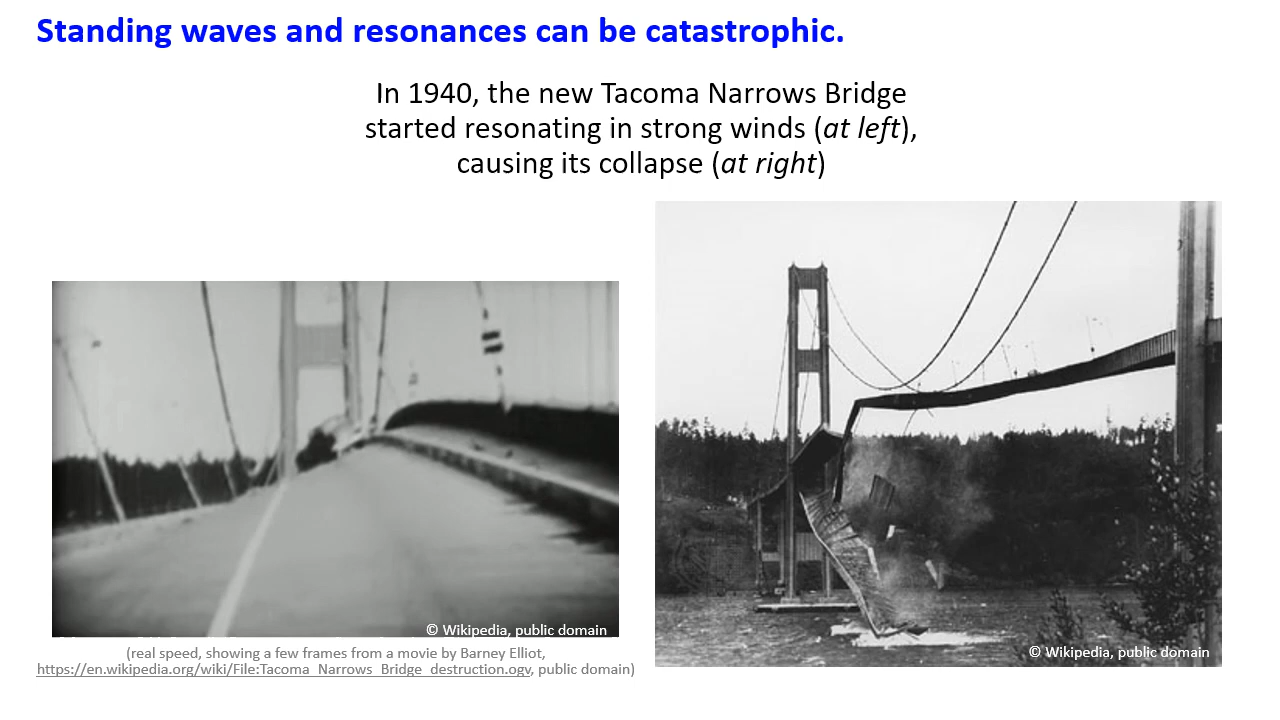 Standing waves and resonances can be catastrophic.
In 1940, the new Tacoma Narrows Bridge
started resonating in strong winds (at left),
causing its collapse (at right)
© Wikipedia, public domain
(real speed, showing a few frames from a movie by Barney Elliot,
https://en.wikipedia.org/wiki/File:Tacoma_Narrows_Bridge_destruction.ogv, public domain)
© Wikipedia, public domain